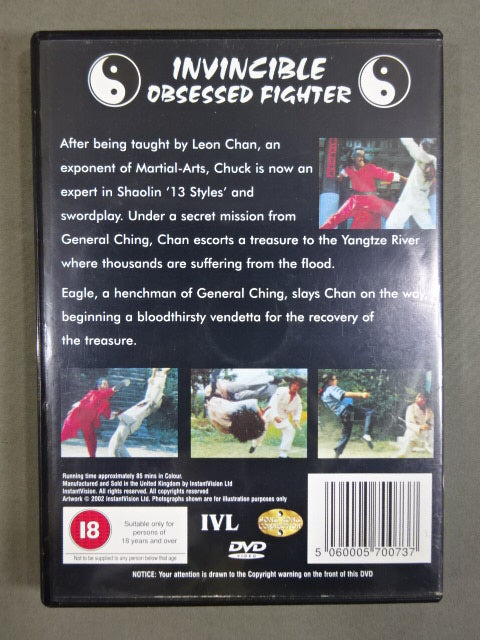 INVINCIBLE
OBSESSED FIGHTER
After being taught by Leon Chan, an
exponent of Martial-Arts, Chuck is now an
expert in Shaolin '13 Styles' and
swordplay. Under a secret mission from
General Ching, Chan escorts a treasure to the Yangtze River
where thousands are suffering from the flood.
Eagle, a henchman of General Ching, slays Chan on the way,
beginning a bloodthirsty vendetta for the recovery of
the treasure.
Running time approximately 85 mins in Colour.
Manufactured and Sold in the United Kingdom by InstantVision Ltd
InstantVision. All rights reserved. All copyrights reserved
Artwork © 2002 InstantVision Ltd. Photographs shown are for illustration purposes only
18
Suitable only for
persons of
18 years and over
Not to be supplied to any person below that age
IVL
HONG KONG
CONNECTION
DVD
VIDEO
5 060005 700737
NOTICE: Your attention is drawn to the Copyright warning on the front of this DVD